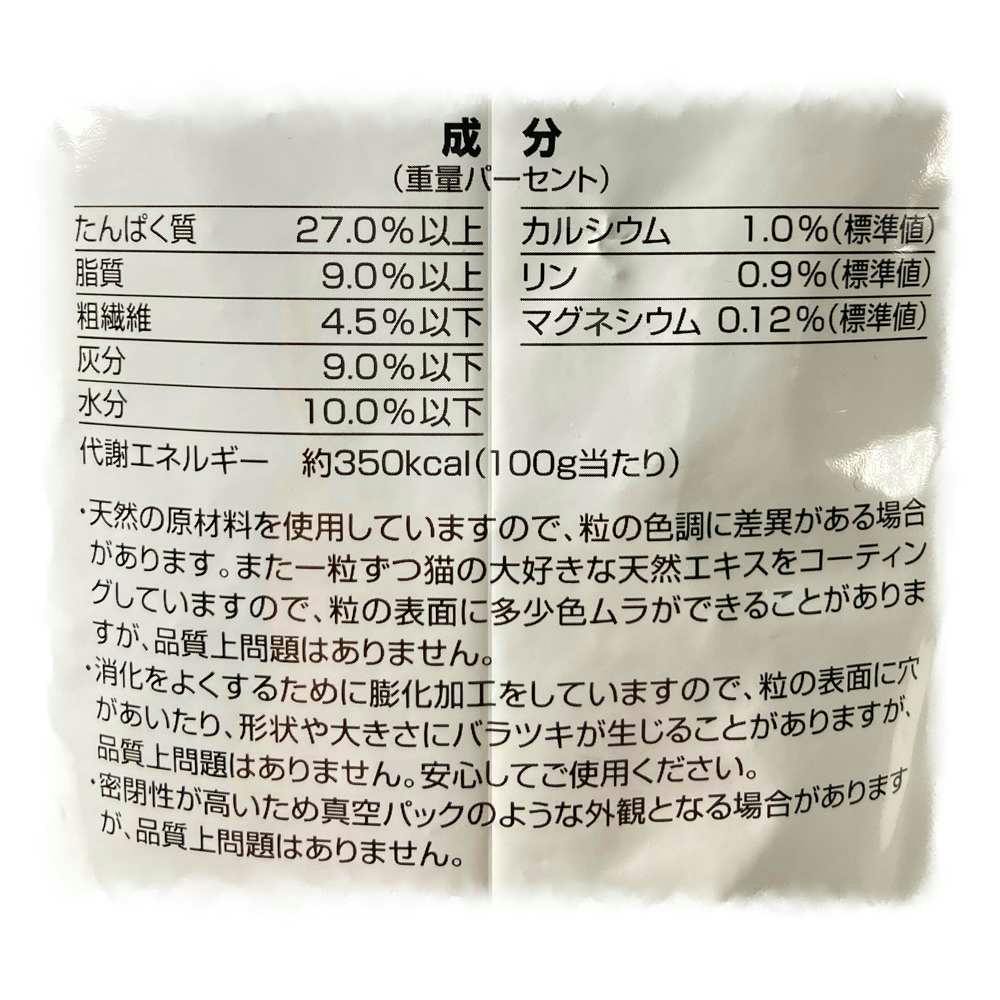 成 分
(重量パーセント)
たんぱく質 27.0%以上
脂質 9.0%以上
粗繊維 4.5%以下
灰分 9.0%以下
水分 10.0%以下
カルシウム 1.0%(標準値)
リン 0.9%(標準値)
マグネシウム 0.12%(標準値)
代謝エネルギー 約350kcal(100g当たり)
・天然の原材料を使用していますので、粒の色調に差異がある場合
があります。また一粒ずつ猫の大好きな天然エキスをコーティン
グしていますので、粒の表面に多少色ムラができることがありま
すが、品質上問題はありません。
・消化をよくするために膨化加工をしていますので、粒の表面に穴
があいたり、形状や大きさにバラツキが生じることがありますが、
品質上問題はありません。安心してご使用ください。
・密閉性が高いため真空パックのような外観となる場合があります
が、品質上問題はありません。